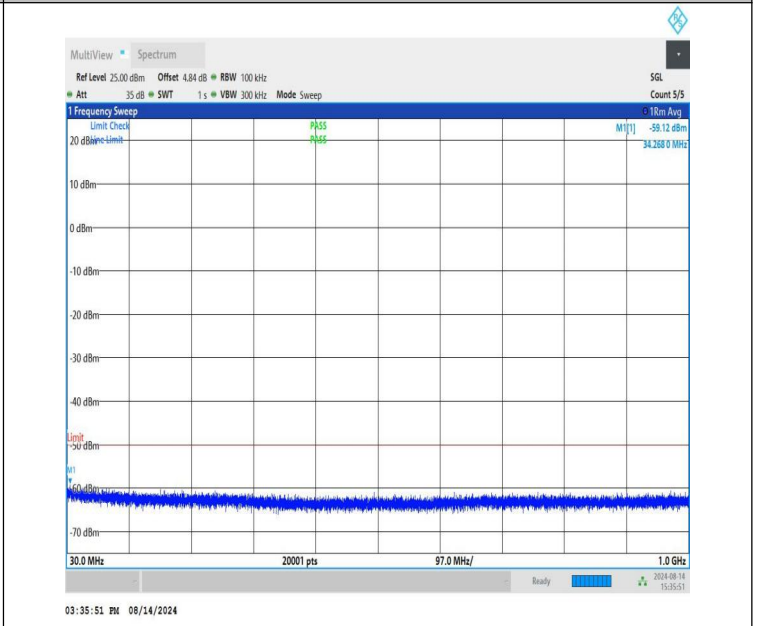 MultiView Spectrum
Ref Level 25.00 dBm Offset 4.84 dB RBW 100 kHz SGL
Att 35 dB SWT 1 s VBW 300 kHz Mode Sweep Count 5/5
1 Frequency Sweep 1Rm Avg
Limit Check PASS M1[1] -59.12 dBm
20 dBm Line Limit PASS 34.268 0 MHz
10 dBm
0 dBm
-10 dBm
-20 dBm
-30 dBm
-40 dBm
Limit
-50 dBm
M1
-60 dBm
-70 dBm
30.0 MHz 20001 pts 97.0 MHz/ 1.0 GHz
Ready 2024-08-14
15:35:51
03:35:51 PM 08/14/2024